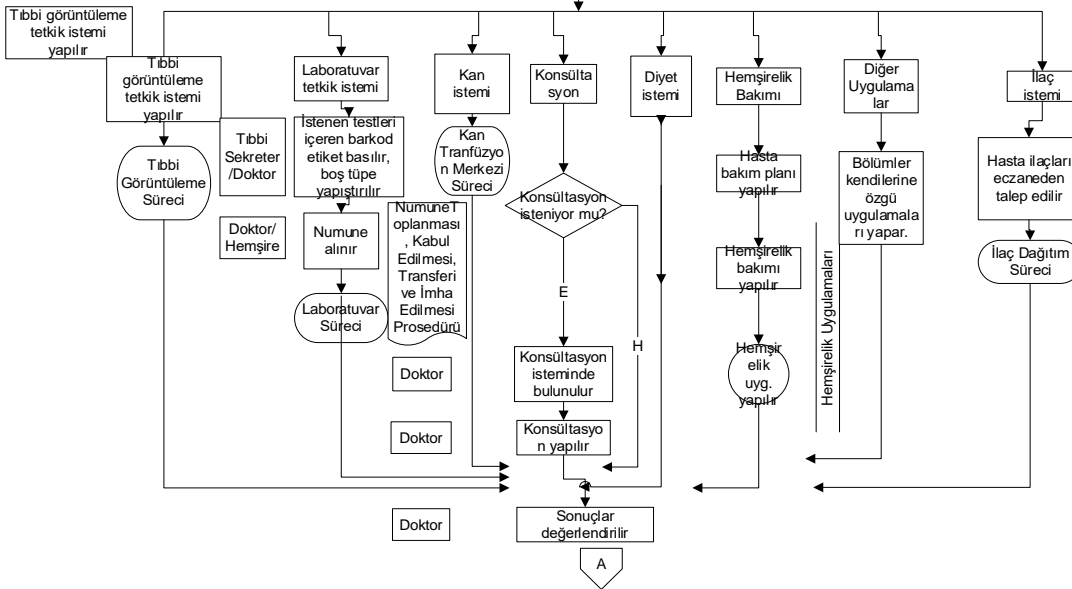 Tıbbi görüntüleme
tetkik istemi
yapılır
Tıbbi
görüntüleme
tetkik istemi
yapılır
Tıbbi
Görüntüleme
Süreci
Tıbbi
Sekreter
/Doktor
Doktor/
Hemşire
Laboratuvar
tetkik istemi
İstenen testleri
içeren barkod
etiket basılır,
boş tüpe
yapıştırılır
Numune
alınır
Laboratuvar
Süreci
NumuneT
oplanması
, Kabul
Edilmesi,
Transferi
ve İmha
Edilmesi
Prosedürü
Kan
istemi
Kan
Tranfüzyo
n Merkezi
Süreci
Konsülta
syon
Konsültasyon
isteniyor mu?
E
H
Doktor
Konsültasyon
isteminde
bulunulur
Doktor
Konsültasyo
n yapılır
Diyet
istemi
Hemşirelik
Bakımı
Hasta
bakım planı
yapılır
Hemşirelik
bakımı
yapılır
Hemşir
elik
uyg.
yapılır
Hemşirelik Uygulamaları
Diğer
Uygulama
lar
Bölümler
kendilerine
özgü
uygulamala
rı yapar.
İlaç
istemi
Hasta ilaçları
eczaneden
talep edilir
İlaç Dağıtım
Süreci
Doktor
Sonuçlar
değerlendirilir
A